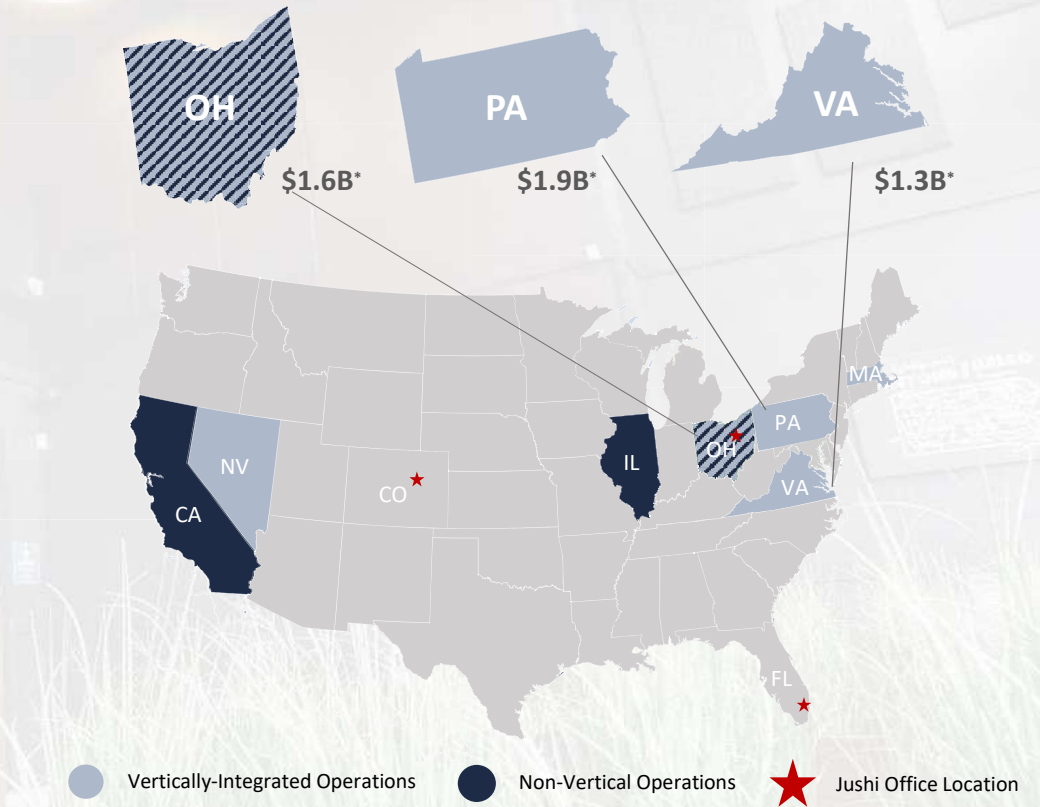 OH
PA
VA
$1.6B*
$1.9B*
$1.3B*
MA
PA
OH
IL
NV
VA
CO
CA
FL
Vertically-Integrated Operations
Non-Vertical Operations
Jushi Office Location